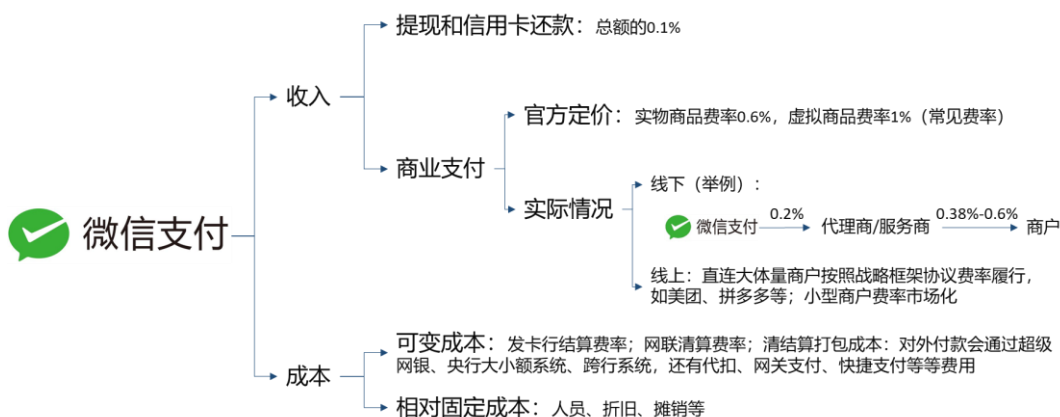 提现和信用卡还款：总额的0.1%
收入
官方定价：实物商品费率0.6%，虚拟商品费率1%（常见费率）
商业支付
线下（举例）：
实际情况
微信支付
0.2%
代理商/服务商
0.38%-0.6%
商户
微信支付
线上：直连大体量商户按照战略框架协议费率履行，
如美团、拼多多等；小型商户费率市场化
可变成本：发卡行结算费率；网联清算费率；清结算打包成本：对外付款会通过超级
网银、央行大小额系统、跨行系统，还有代扣、网关支付、快捷支付等等费用
成本
相对固定成本：人员、折旧、摊销等